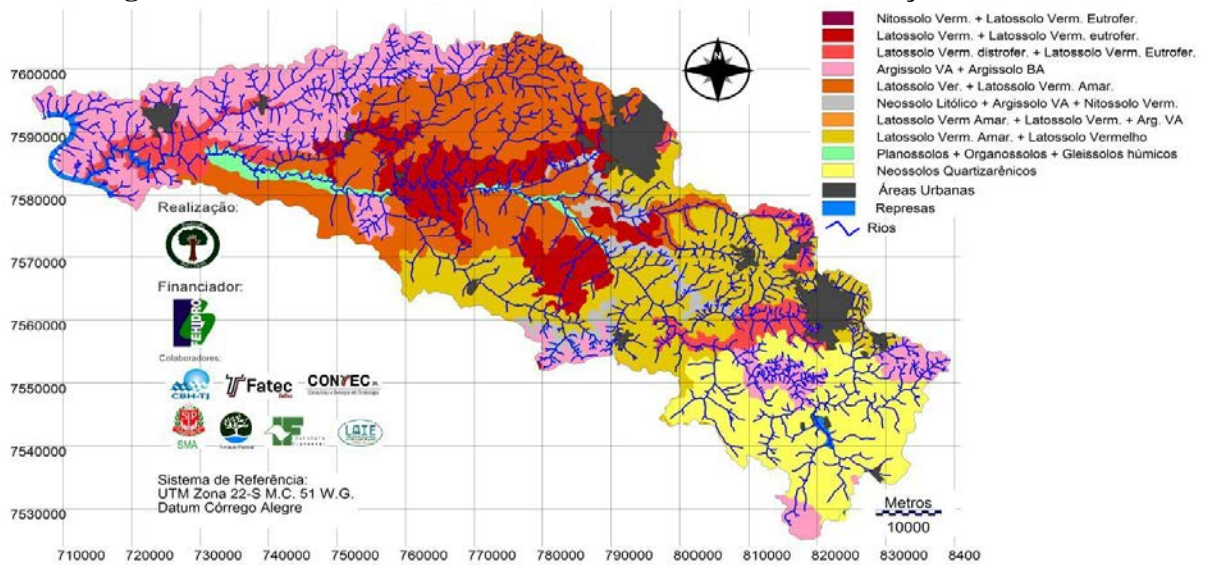 Nitossolo Verm. + Latossolo Verm. Eutrofer.
Latossolo Verm. + Latossolo Verm. eutrofer.
Latossolo Verm. distrofer. + Latossolo Verm. Eutrofer.
Argissolo VA + Argissolo BA
Latossolo Ver. + Latossolo Verm. Amar.
Neossolo Litólico + Argissolo VA + Nitossolo Verm.
Latossolo Verm Amar. + Latossolo Verm. + Arg. VA
Latossolo Verm. Amar. + Latossolo Vermelho
Planossolos + Organossolos + Gleissolos húmicos
Neossolos Quartizarênicos
Áreas Urbanas
Represas
Rios
N
7600000
7590000
7580000
7570000
7560000
7550000
7540000
7530000
Realização:
Financiador:
FEHIDRO
Colaboradores:
CBH-TJ
Fatec
CONVEC
SMA
LATE
Sistema de Referência:
UTM Zona 22-S M.C. 51 W.G.
Datum Córrego Alegre
Metros
10000
710000 720000 730000 740000 750000 760000 770000 780000 790000 800000 810000 820000 830000 8400